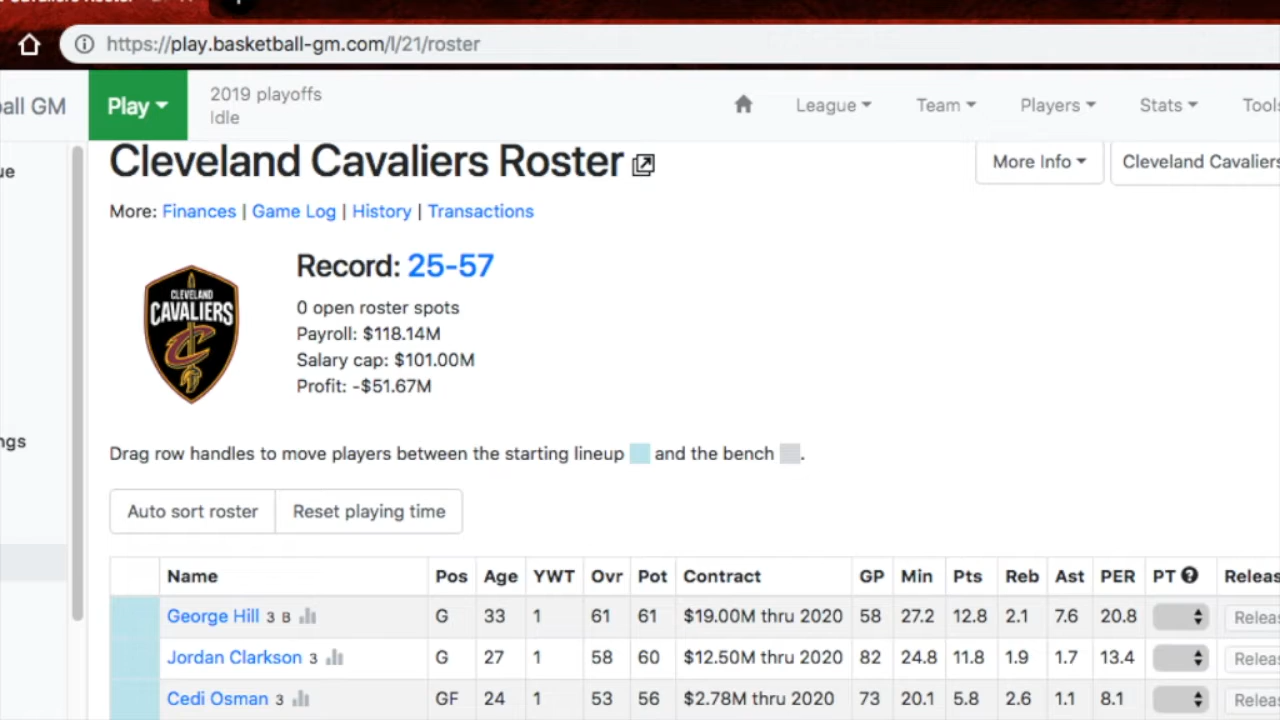 https://play.basketball-gm.com/l/21/roster
all GM
Play
2019 playoffs
Idle
League
Team
Players
Stats
Tools
Cleveland Cavaliers Roster
More Info
Cleveland Cavaliers
More: Finances | Game Log | History | Transactions
CLEVELAND
CAVALIERS
C
Record: 25-57
0 open roster spots
Payroll: $118.14M
Salary cap: $101.00M
Profit: -$51.67M
ngs
Drag row handles to move players between the starting lineup and the bench .
Auto sort roster
Reset playing time
Name Pos Age YWT Ovr Pot Contract GP Min Pts Reb Ast PER PT ? Releas
George Hill 3 B G 33 1 61 61 $19.00M thru 2020 58 27.2 12.8 2.1 7.6 20.8 Releas
Jordan Clarkson 3 G 27 1 58 60 $12.50M thru 2020 82 24.8 11.8 1.9 1.7 13.4 Releas
Cedi Osman 3 GF 24 1 53 56 $2.78M thru 2020 73 20.1 5.8 2.6 1.1 8.1 Releas